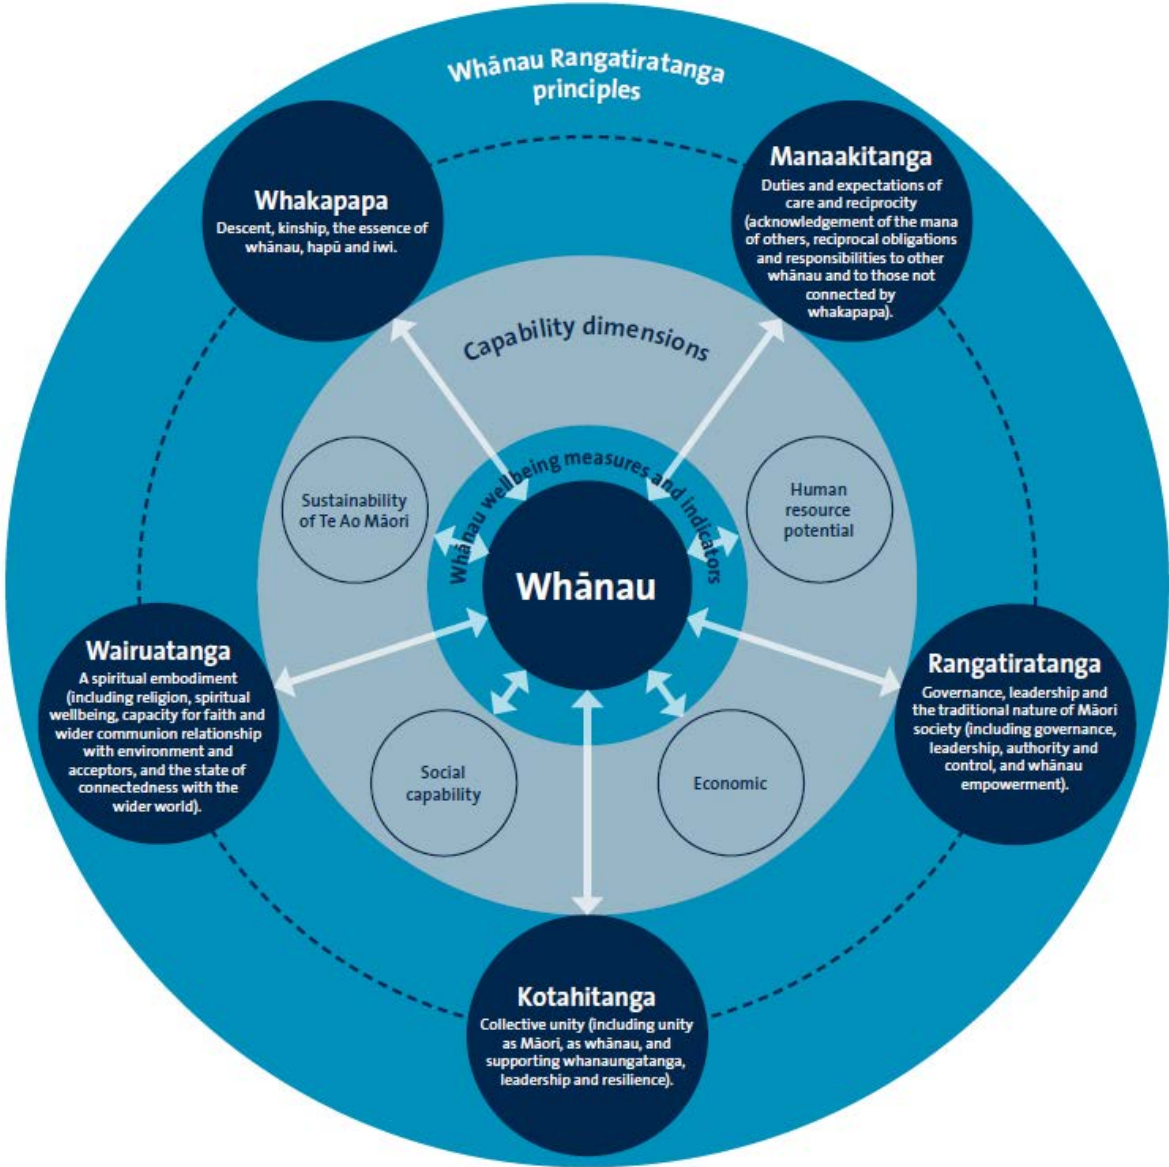 Whānau Rangatiratanga
principles
Whakapapa
Descent, kinship, the essence of
whānau, hapū and iwi.
Manaakitanga
Duties and expectations of
care and reciprocity
(acknowledgement of the mana
of others, reciprocal obligations
and responsibilities to other
whānau and to those not
connected by
whakapapa).
Capability dimensions
Sustainability
of Te Ao Māori
Human
resource
potential
Whānau wellbeing measures and indicators
Whānau
Wairuatanga
A spiritual embodiment
(including religion, spiritual
wellbeing, capacity for faith and
wider communion relationship
with environment and
acceptors, and the state of
connectedness with the
wider world).
Rangatiratanga
Governance, leadership and
the traditional nature of Māori
society (including governance,
leadership, authority and
control, and whānau
empowerment).
Social
capability
Economic
Kotahitanga
Collective unity (including unity
as Māori, as whānau, and
supporting whanaungatanga,
leadership and resilience).